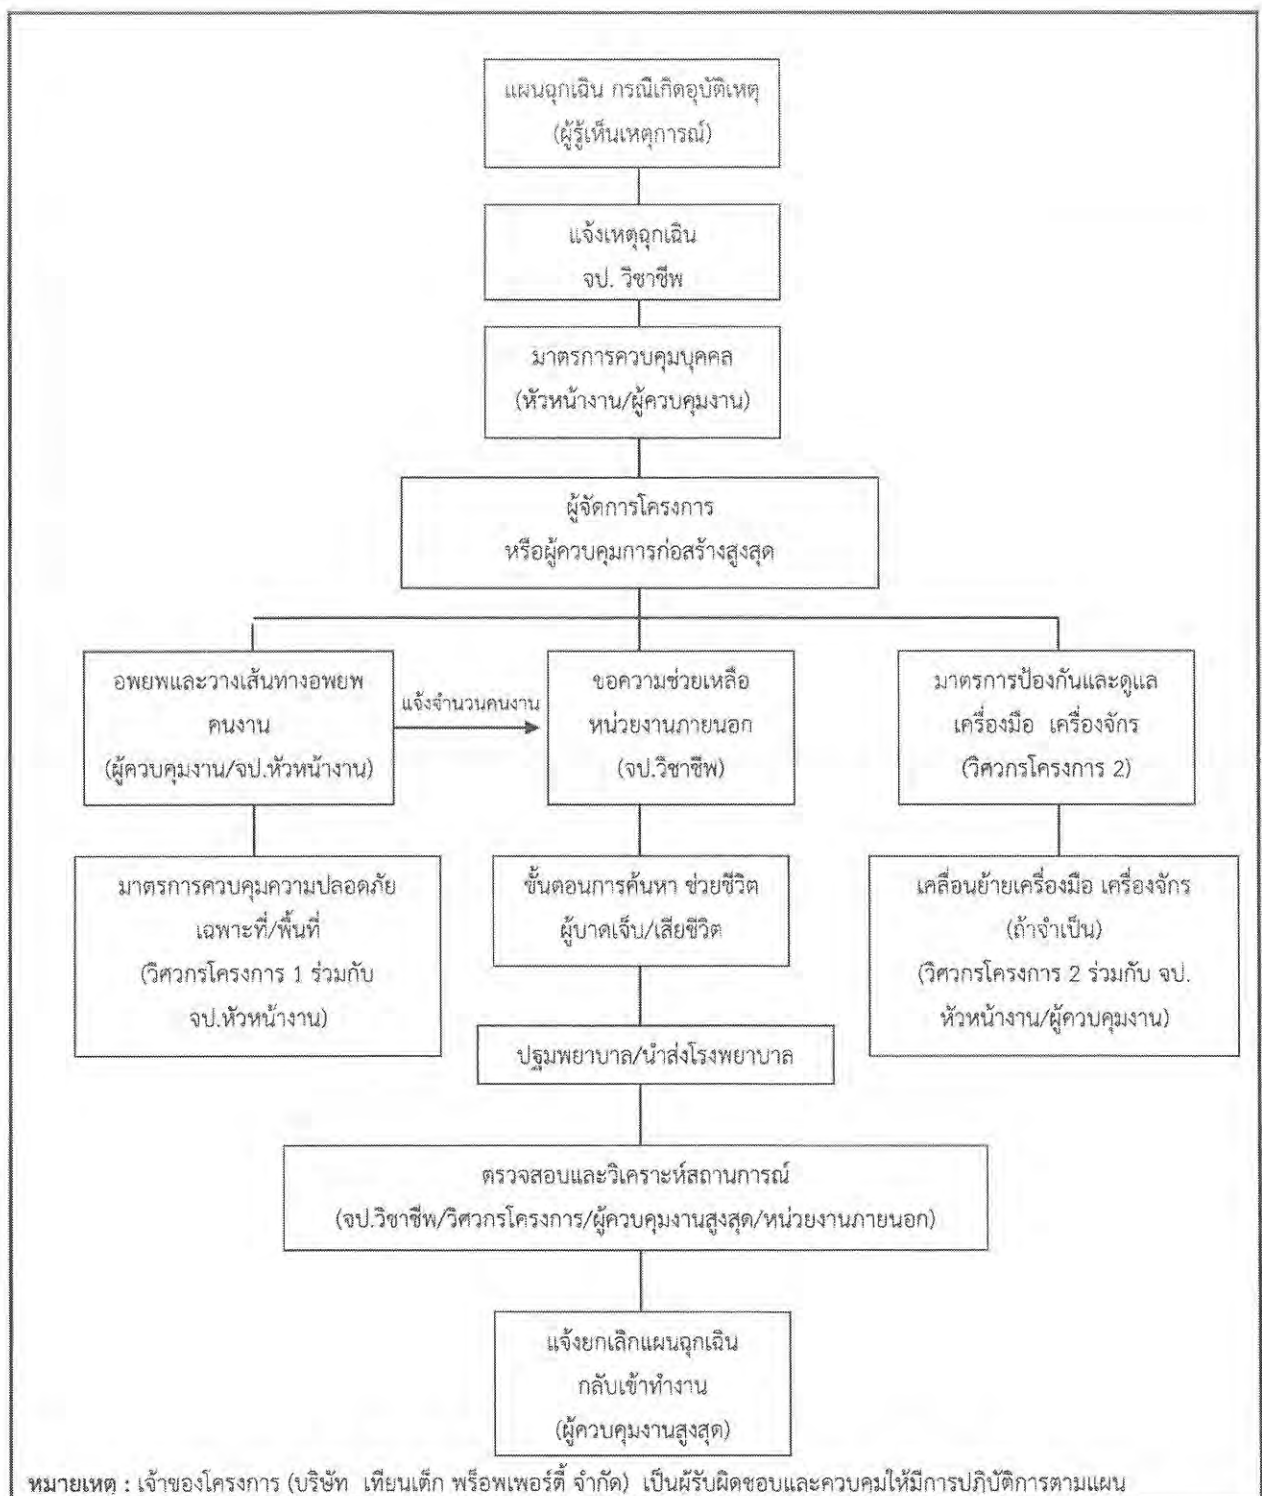 แผนฉุกเฉิน กรณีเกิดอุบัติเหตุ
(ผู้รู้เห็นเหตุการณ์)
แจ้งเหตุฉุกเฉิน
จป. วิชาชีพ
มาตรการควบคุมบุคคล
(หัวหน้างาน/ผู้ควบคุมงาน)
ผู้จัดการโครงการ
หรือผู้ควบคุมการก่อสร้างสูงสุด
อพยพและวางเส้นทางอพยพ
คนงาน
(ผู้ควบคุมงาน/จป.หัวหน้างาน)
แจ้งจำนวนคนงาน
ขอความช่วยเหลือ
หน่วยงานภายนอก
(จป.วิชาชีพ)
มาตรการป้องกันและดูแล
เครื่องมือ เครื่องจักร
(วิศวกรโครงการ 2)
มาตรการควบคุมความปลอดภัย
เฉพาะที่/พื้นที่
(วิศวกรโครงการ 1 ร่วมกับ
จป.หัวหน้างาน)
ขั้นตอนการค้นหา ช่วยชีวิต
ผู้บาดเจ็บ/เสียชีวิต
เคลื่อนย้ายเครื่องมือ เครื่องจักร
(ถ้าจำเป็น)
(วิศวกรโครงการ 2 ร่วมกับ จป.
หัวหน้างาน/ผู้ควบคุมงาน)
ปฐมพยาบาล/นำส่งโรงพยาบาล
ตรวจสอบและวิเคราะห์สถานการณ์
(จป.วิชาชีพ/วิศวกรโครงการ/ผู้ควบคุมงานสูงสุด/หน่วยงานภายนอก)
แจ้งยกเลิกแผนฉุกเฉิน
กลับเข้าทำงาน
(ผู้ควบคุมงานสูงสุด)
หมายเหตุ : เจ้าของโครงการ (บริษัท เทียนเต็ก พร็อพเพอร์ตี้ จำกัด) เป็นผู้รับผิดชอบและควบคุมให้มีการปฏิบัติการตามแผน